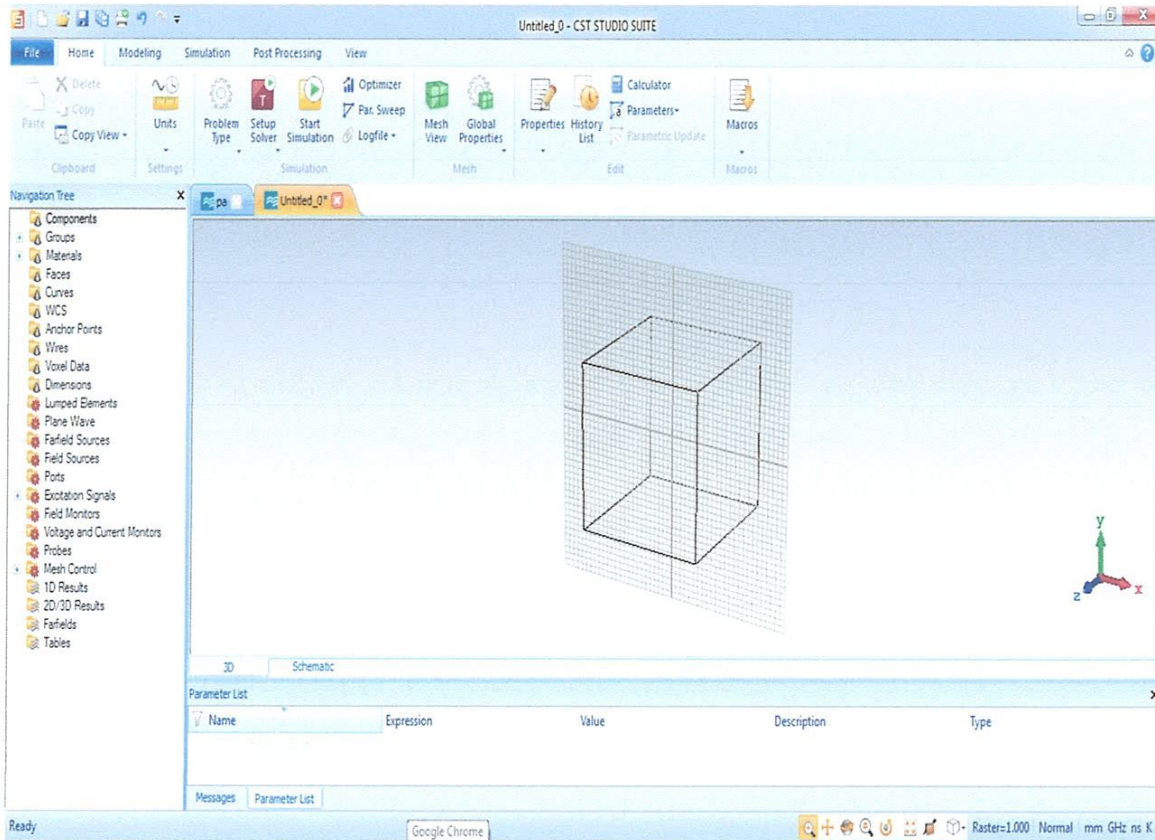 Untitled_0 - CST STUDIO SUITE
File Home Modeling Simulation Post Processing View
Paste
Delete
Copy
Copy View
Clipboard
Units
Settings
Problem Type
Setup Solver
Start Simulation
Optimizer
Par. Sweep
Logfile
Simulation
Mesh View
Global Properties
Mesh
Properties
History List
Calculator
Parameters
Parametric Update
Edit
Macros
Macros
Navigation Tree
pa Untitled_0*
Components
Groups
Materials
Faces
Curves
WCS
Anchor Points
Wires
Voxel Data
Dimensions
Lumped Elements
Plane Wave
Farfield Sources
Field Sources
Ports
Excitation Signals
Field Monitors
Voltage and Current Monitors
Probes
Mesh Control
1D Results
2D/3D Results
Farfields
Tables
y
z x
3D Schematic
Parameter List
Name Expression Value Description Type
Messages Parameter List
Ready Google Chrome Raster=1.000 Normal mm GHz ns K